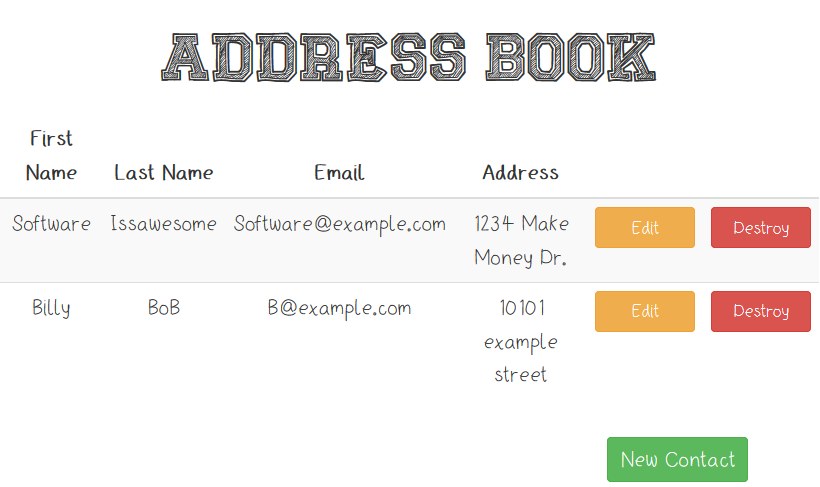 ADDRESS BOOK
First Name Last Name Email Address
Software Issawesome Software@example.com 1234 Make Money Dr. Edit Destroy
Billy BoB B@example.com 10101 example street Edit Destroy
New Contact